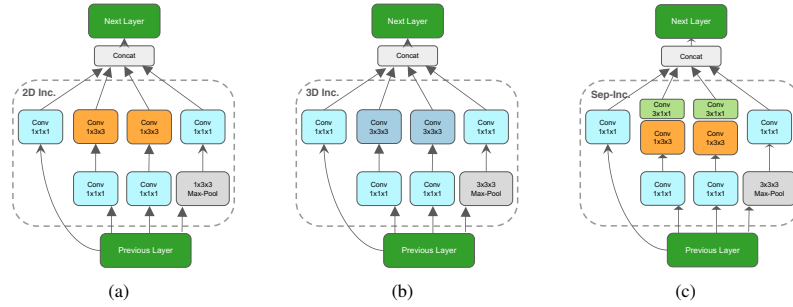 Next Layer
Concat
2D Inc.
Conv
1x1x1
Conv
1x3x3
Conv
1x3x3
Conv
1x1x1
Conv
1x1x1
Conv
1x1x1
1x3x3
Max-Pool
Previous Layer
(a)
Next Layer
Concat
3D Inc.
Conv
1x1x1
Conv
3x3x3
Conv
3x3x3
Conv
1x1x1
Conv
1x1x1
Conv
1x1x1
3x3x3
Max-Pool
Previous Layer
(b)
Next Layer
Concat
Sep-Inc.
Conv
1x1x1
Conv
3x1x1
Conv
1x3x3
Conv
3x1x1
Conv
1x3x3
Conv
1x1x1
Conv
1x1x1
Conv
1x1x1
3x3x3
Max-Pool
Previous Layer
(c)